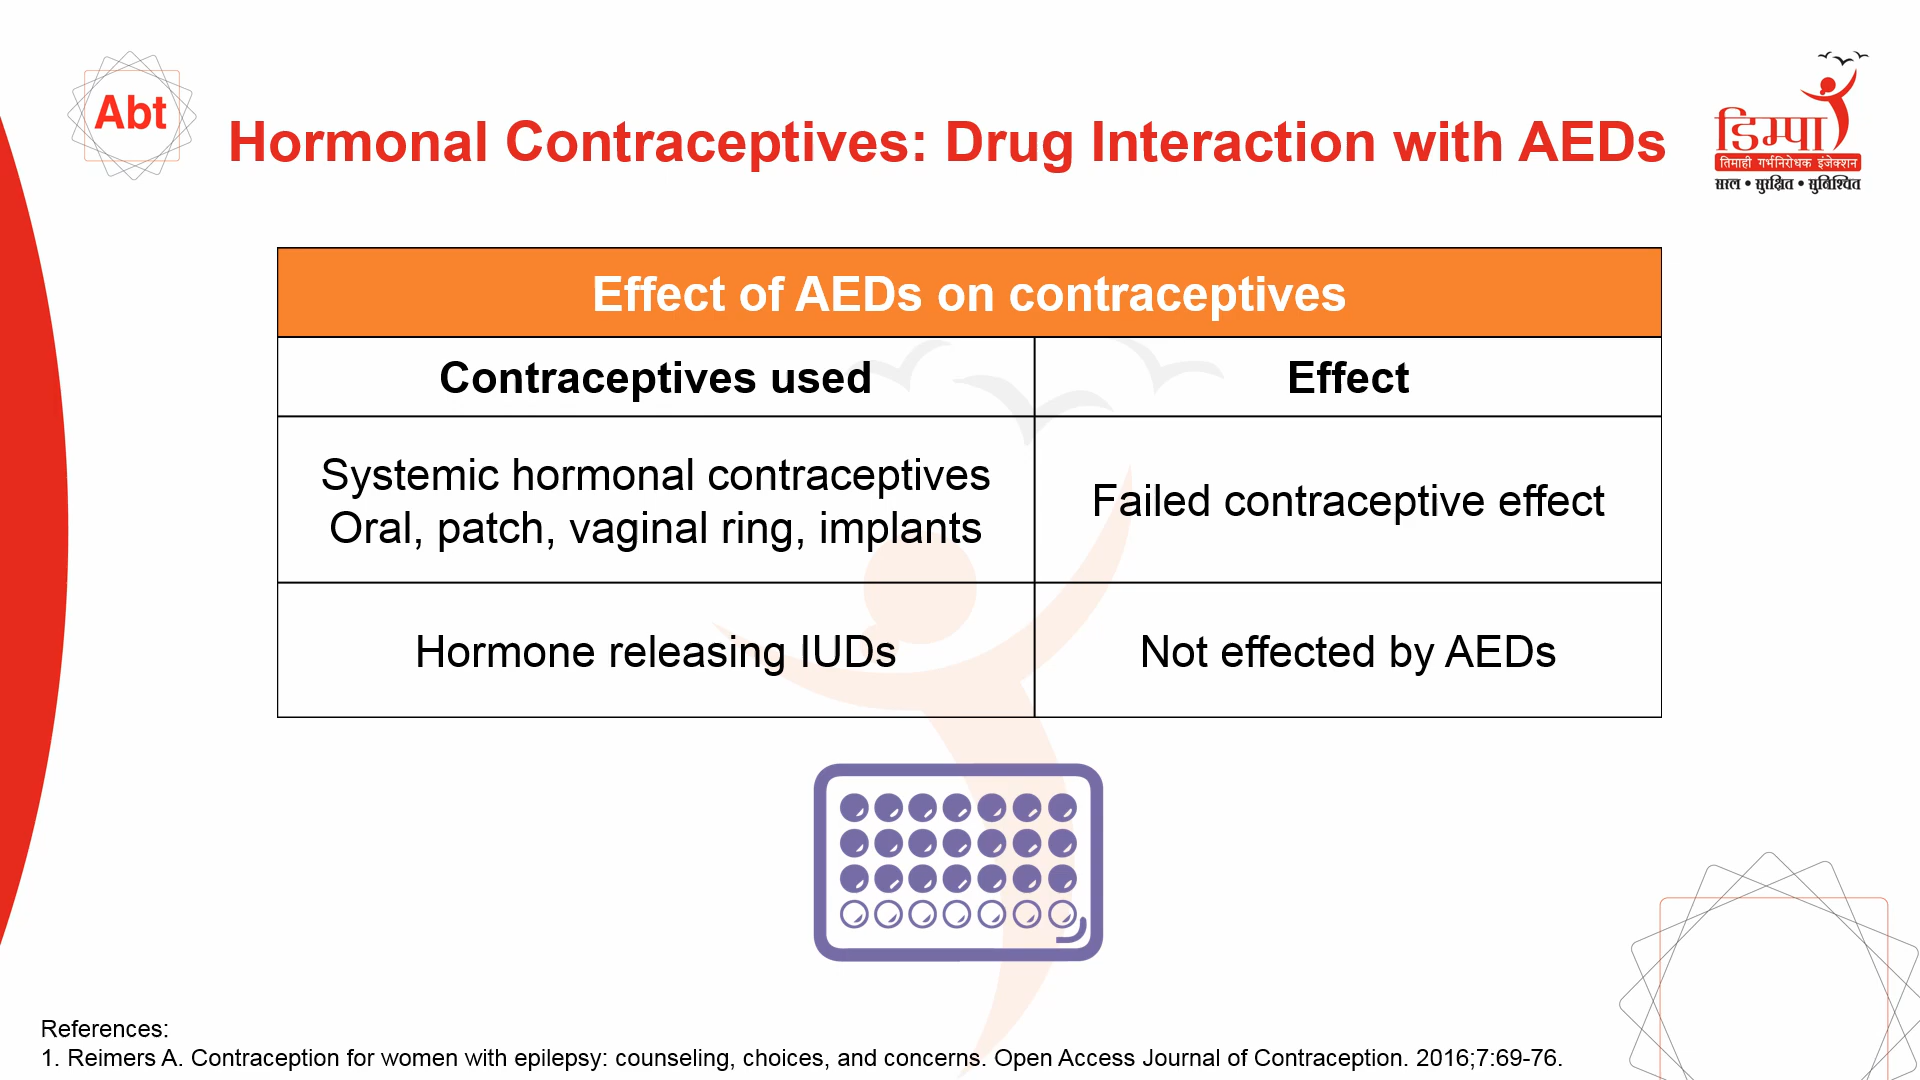 Abt
Hormonal Contraceptives: Drug Interaction with AEDs
डिम्पा
तिमाही गर्भनिरोधक इंजेक्शन
सरल • सुरक्षित • सुनिश्चित
Effect of AEDs on contraceptives
Contraceptives used
Effect
Systemic hormonal contraceptives
Oral, patch, vaginal ring, implants
Failed contraceptive effect
Hormone releasing IUDs
Not effected by AEDs
References:
1. Reimers A. Contraception for women with epilepsy: counseling, choices, and concerns. Open Access Journal of Contraception. 2016;7:69-76.